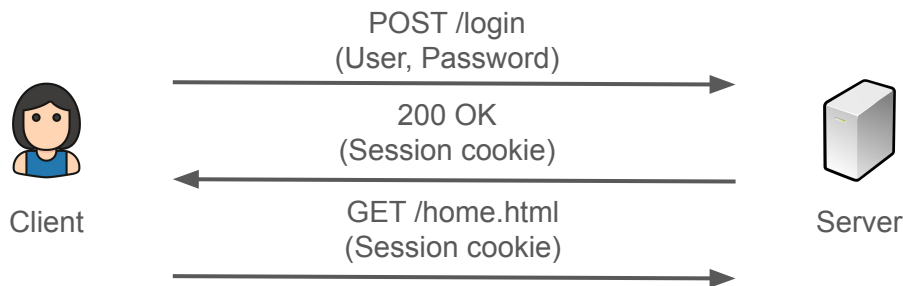 POST /login
(User, Password)
200 OK
(Session cookie)
GET /home.html
(Session cookie)
Client
Server